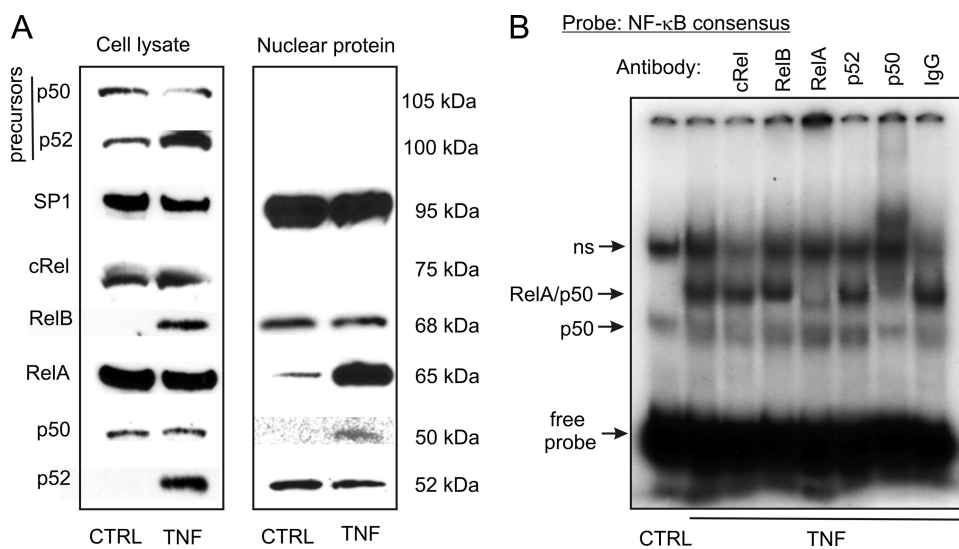 A
Cell lysate
Nuclear protein
precursors
p50
105 kDa
p52
100 kDa
SP1
95 kDa
cRel
75 kDa
RelB
68 kDa
RelA
65 kDa
p50
50 kDa
p52
52 kDa
CTRL TNF
CTRL TNF
B
Probe: NF-κB consensus
Antibody: cRel RelB RelA p52 p50 IgG
ns
RelA/p50
p50
free
probe
CTRL
TNF